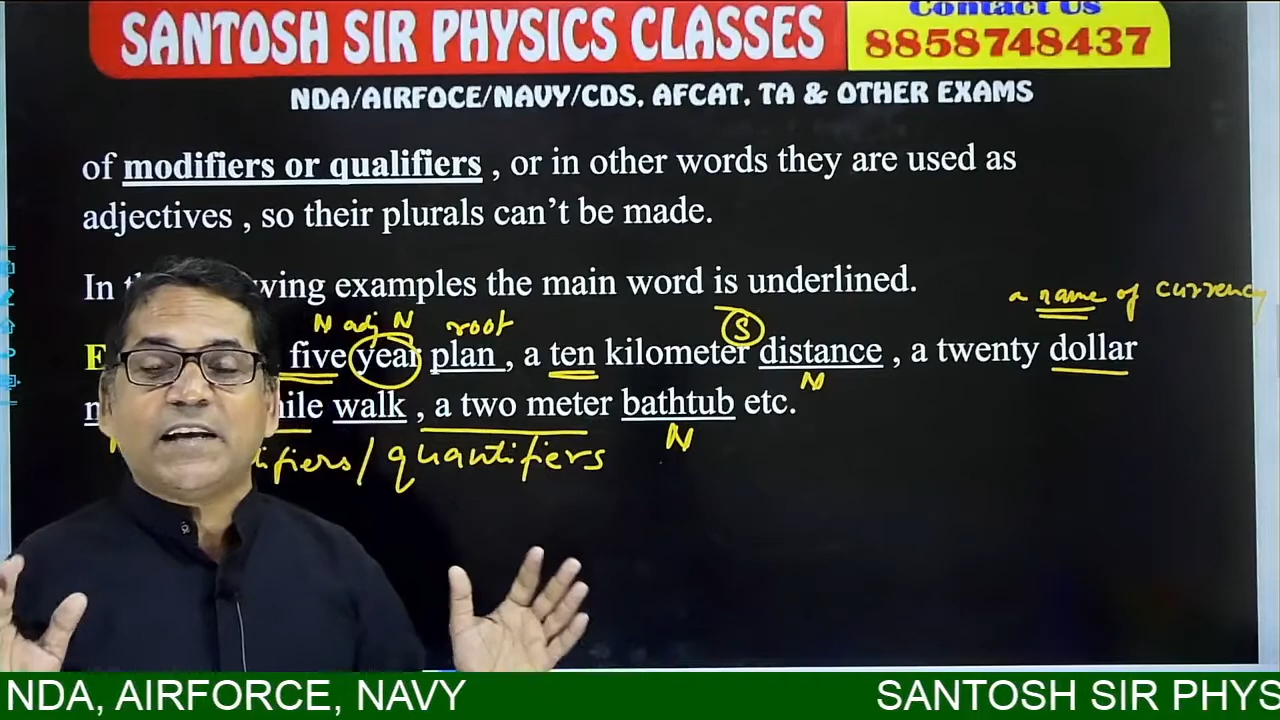 Contact Us
SANTOSH SIR PHYSICS CLASSES
8858748437
NDA/AIRFOCE/NAVY/CDS, AFCAT, TA & OTHER EXAMS
of modifiers or qualifiers , or in other words they are used as
adjectives , so their plurals can't be made.
In wing examples the main word is underlined.
a name of currency
N adj N root S
E five year plan , a ten kilometer distance , a twenty dollar
N
mile walk , a two meter bathtub etc.
tifiers / quantifiers N
NDA, AIRFORCE, NAVY SANTOSH SIR PHYS